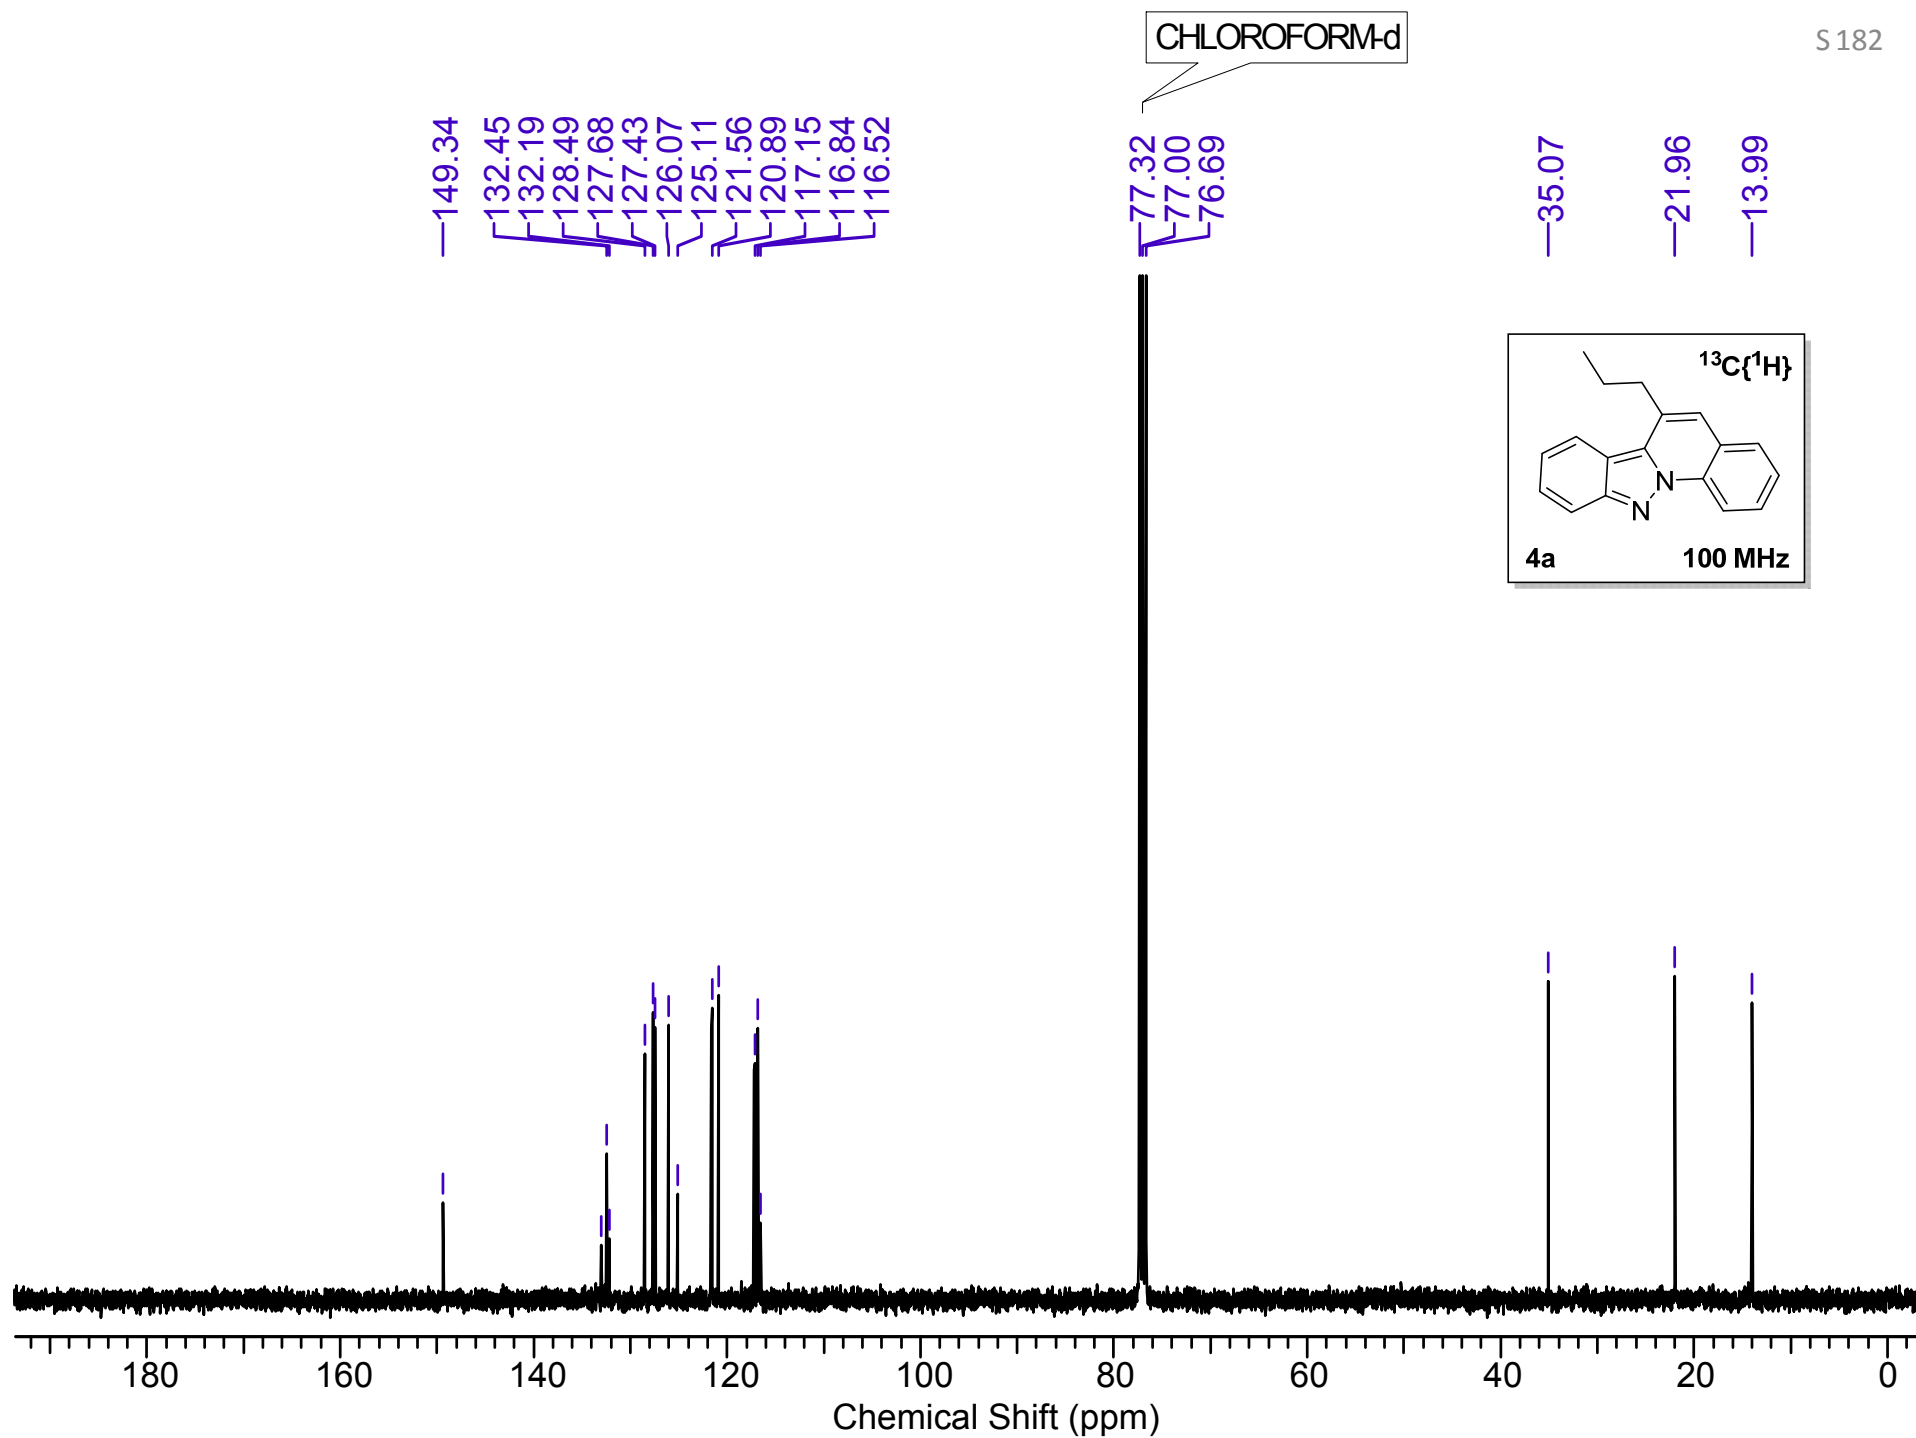 CHLOROFORM-d
S 182
149.34
132.45
132.19
128.49
127.68
127.43
126.07
125.11
121.56
120.89
117.15
116.84
116.52
77.32
77.00
76.69
35.07
21.96
13.99
13C{1H}
N
N
4a 100 MHz
180 160 140 120 100 80 60 40 20 0
Chemical Shift (ppm)